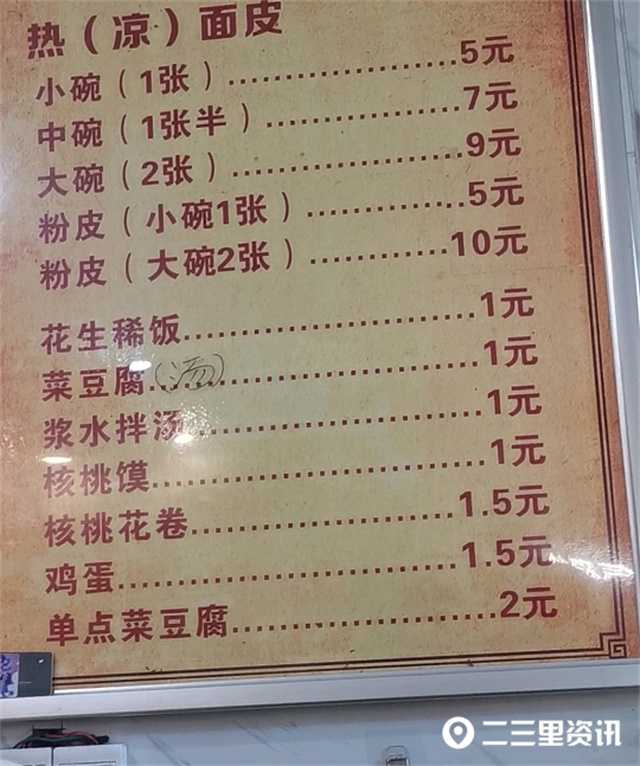 热（凉）面皮
小碗（1张）..............................5元
中碗（1张半）........................7元
大碗（2张）............................9元
粉皮（小碗1张）....................5元
粉皮（大碗2张）..................10元
花生稀饭....................................1元
菜豆腐(汤)..................................1元
浆水拌汤....................................1元
核桃馍........................................1元
核桃花卷................................1.5元
鸡蛋........................................1.5元
单点菜豆腐................................2元
二三里资讯